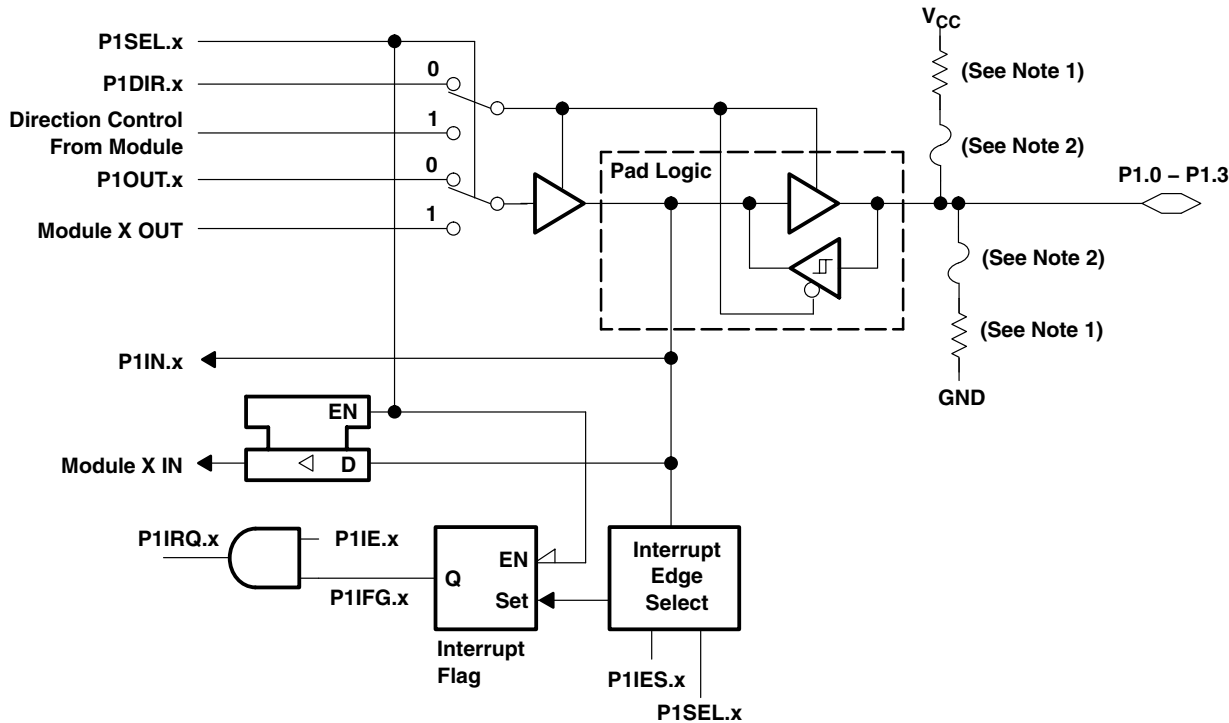 P1SEL.x
P1DIR.x
Direction Control
From Module
P1OUT.x
Module X OUT
0
1
0
1
Pad Logic
VCC
(See Note 1)
(See Note 2)
P1.0 – P1.3
(See Note 2)
(See Note 1)
GND
P1IN.x
EN
Module X IN
D
P1IRQ.x
P1IE.x
P1IFG.x
Q
EN
Set
Interrupt
Flag
Interrupt
Edge
Select
P1IES.x
P1SEL.x